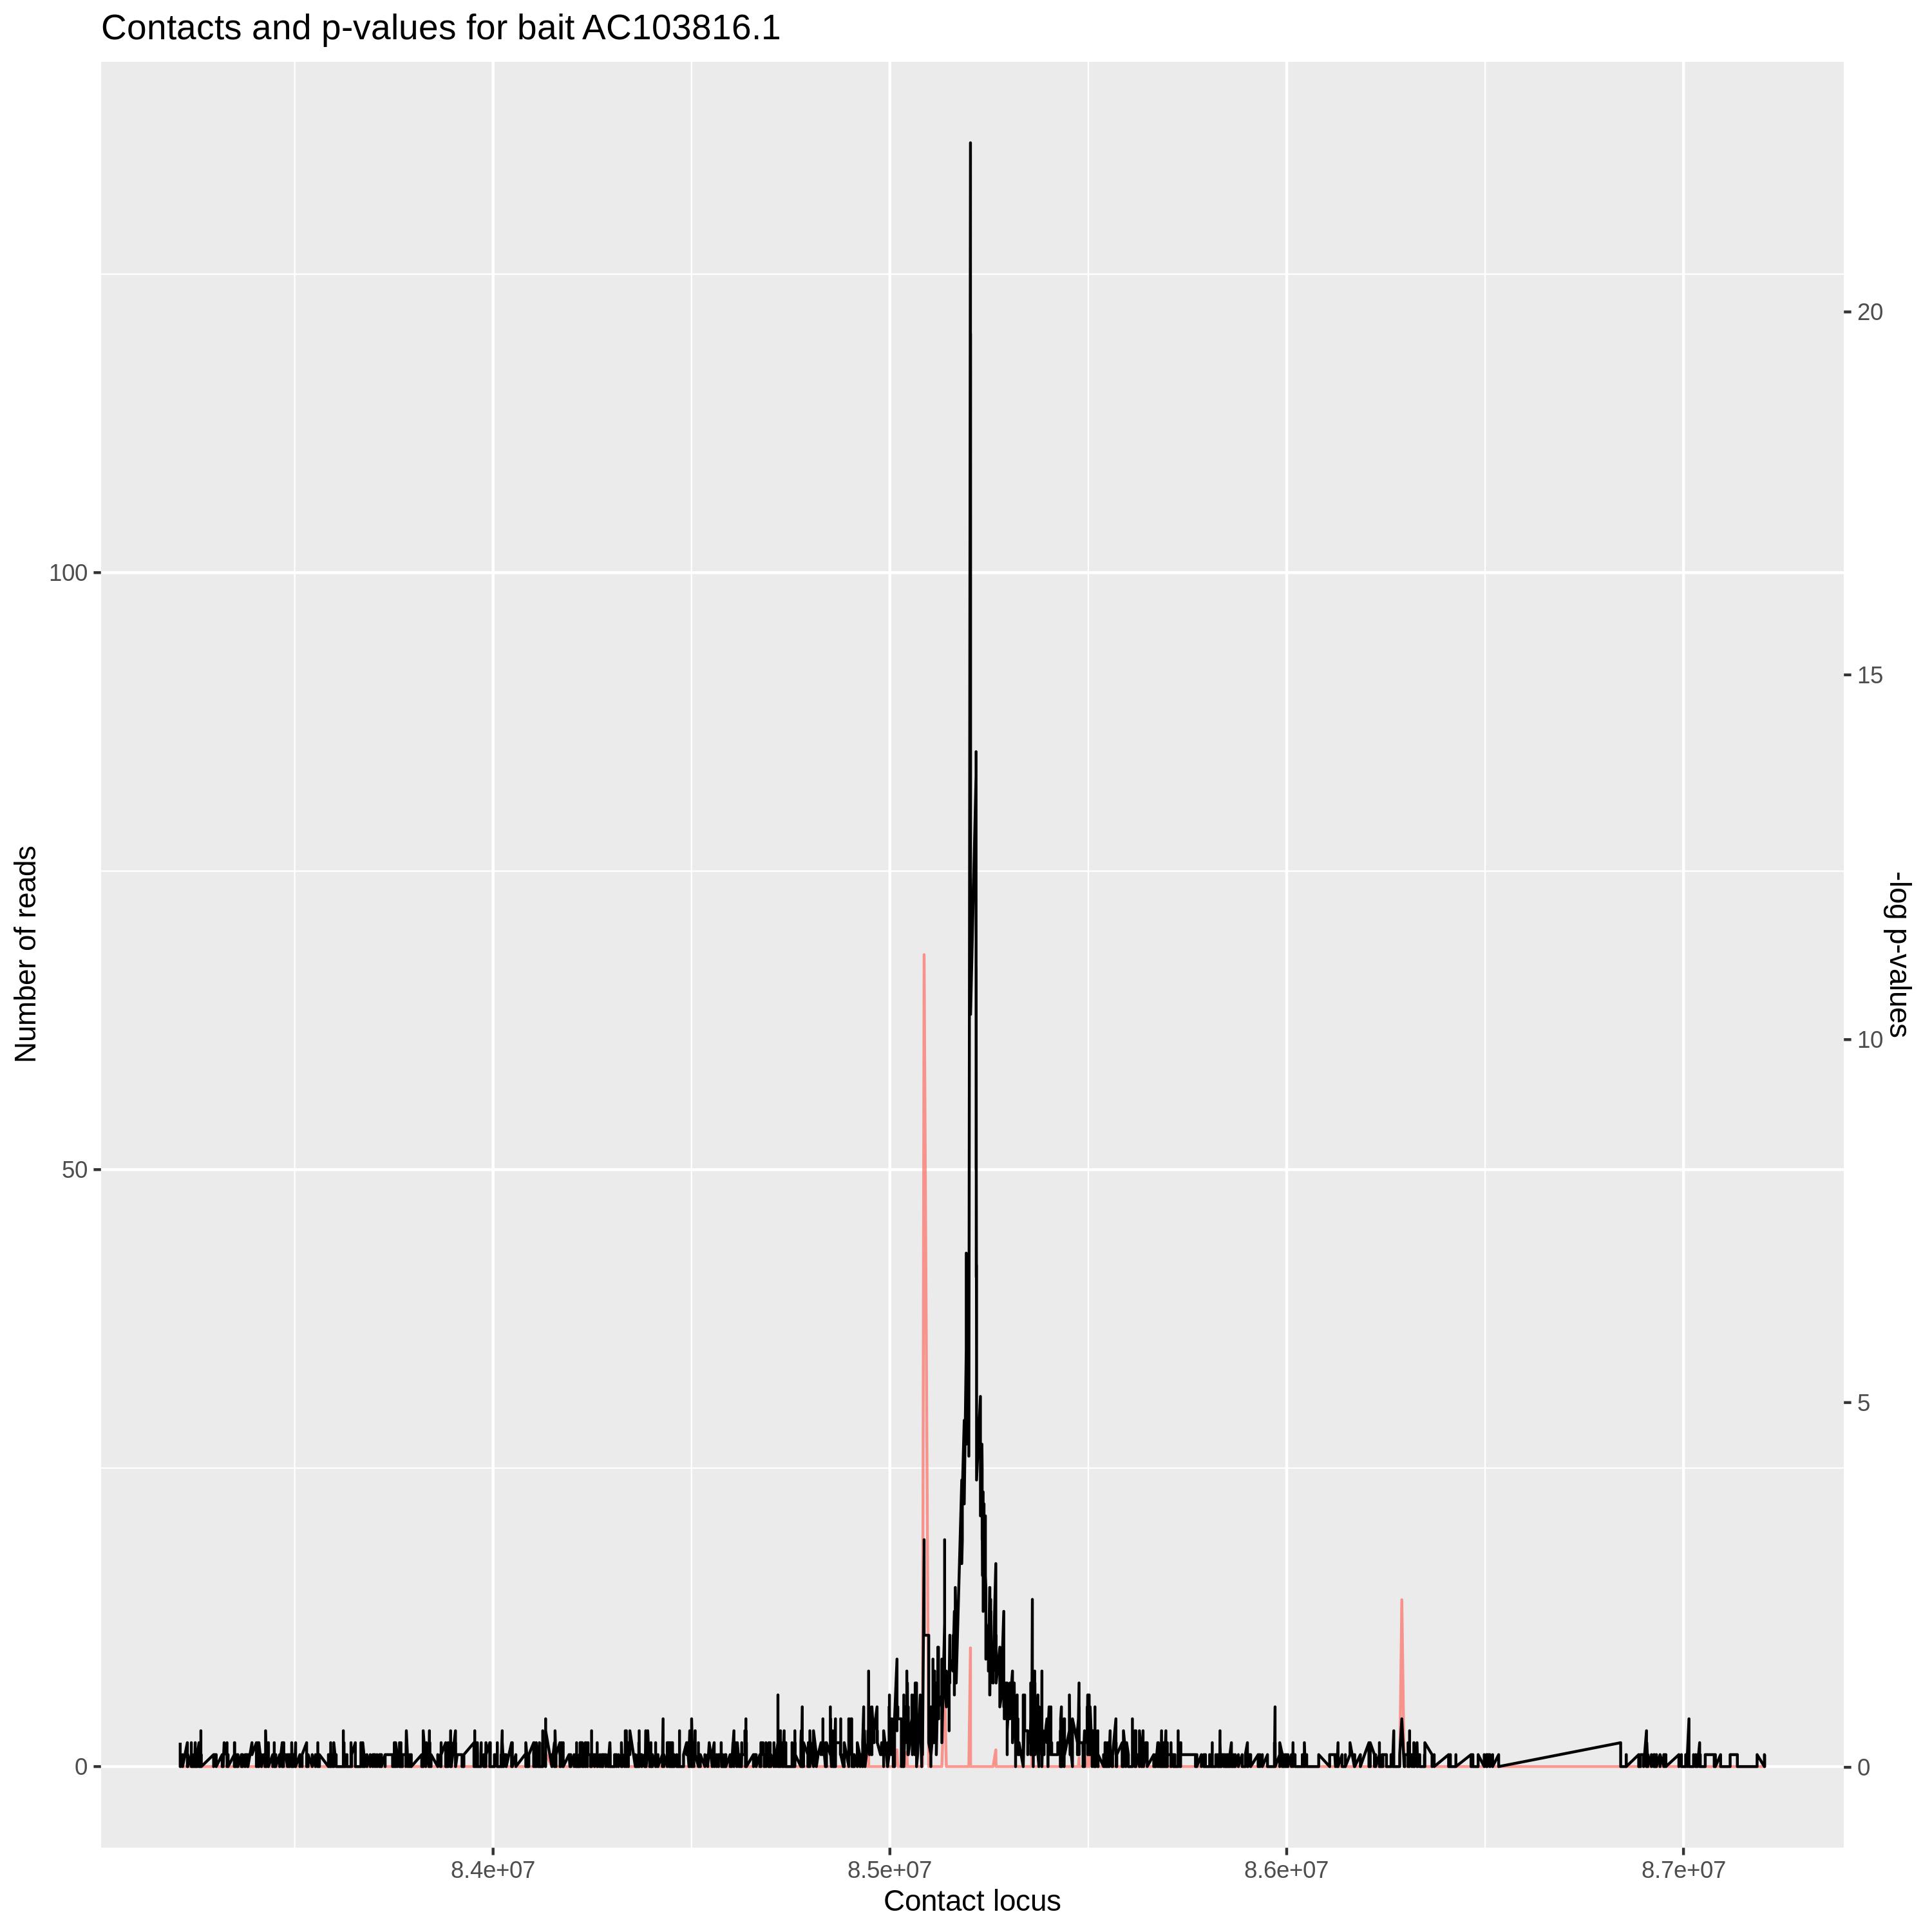 Contacts and p-values for bait AC103816.1
Number of reads
100
50
0
20
15
10
5
0
-log p-values
8.4e+07
8.5e+07
8.6e+07
8.7e+07
Contact locus